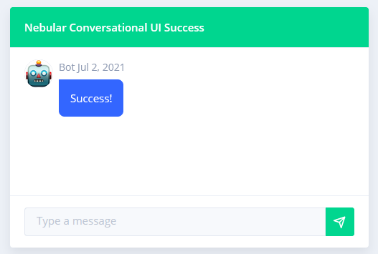 Nebular Conversational UI Success
Bot Jul 2, 2021
Success!
Type a message